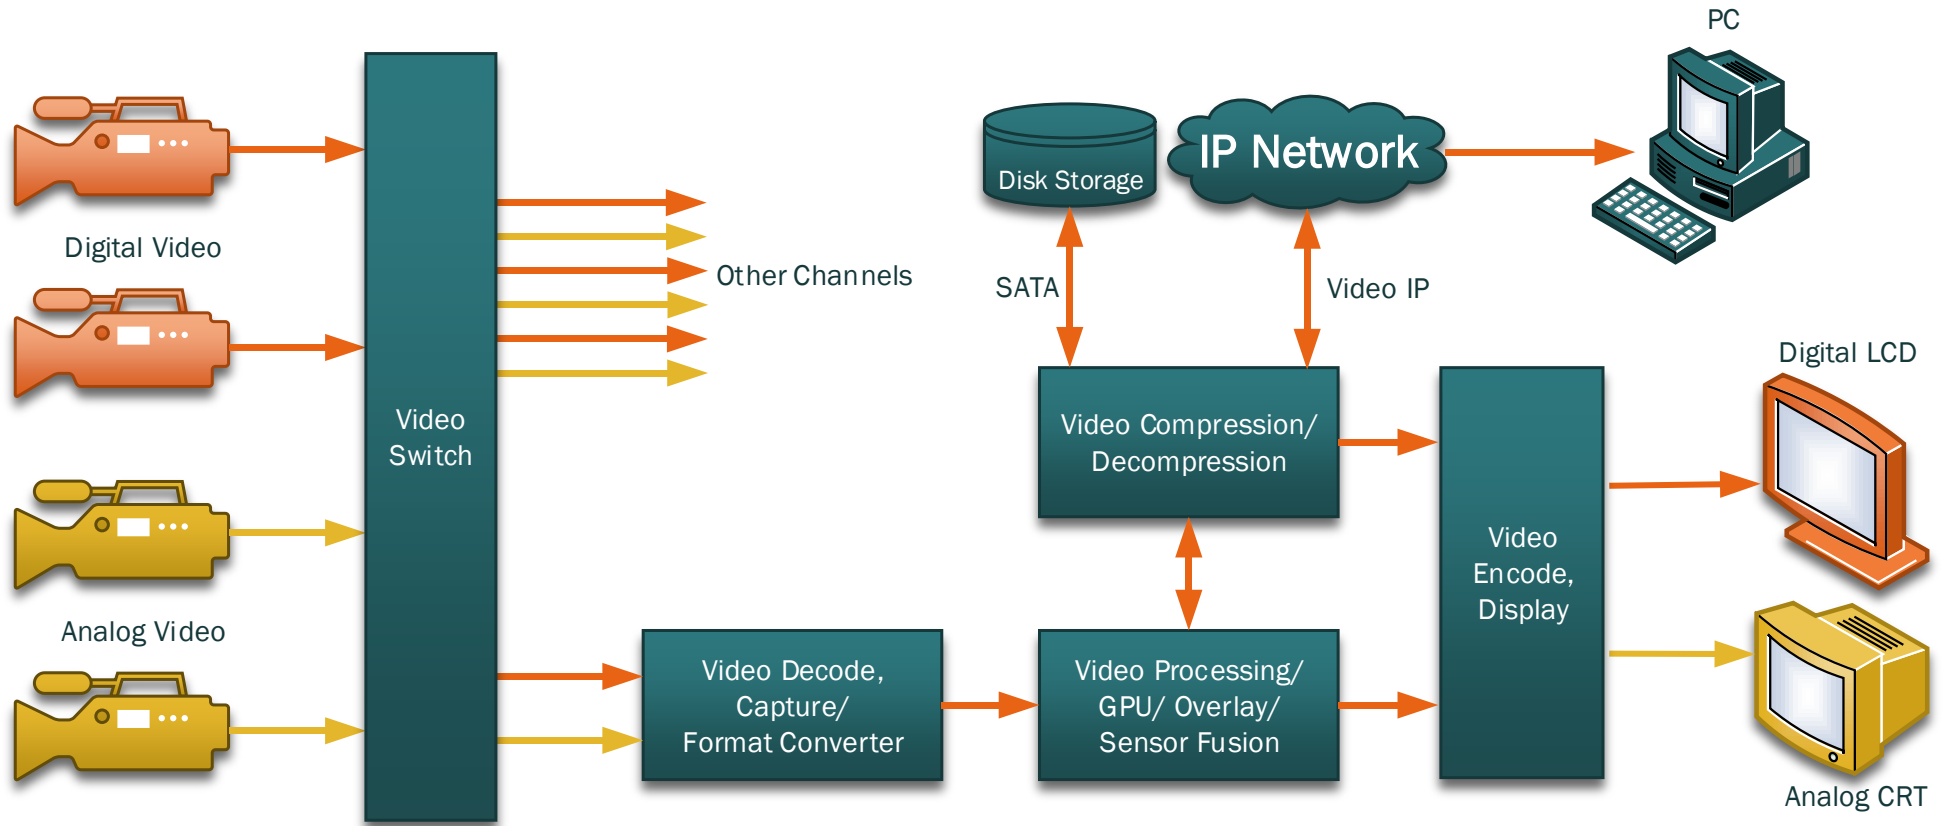 PC
Disk Storage
IP Network
Digital Video
Other Channels
SATA
Video IP
Digital LCD
Video
Switch
Video Compression/
Decompression
Video
Encode,
Display
Analog Video
Video Decode,
Capture/
Format Converter
Video Processing/
GPU/ Overlay/
Sensor Fusion
Analog CRT